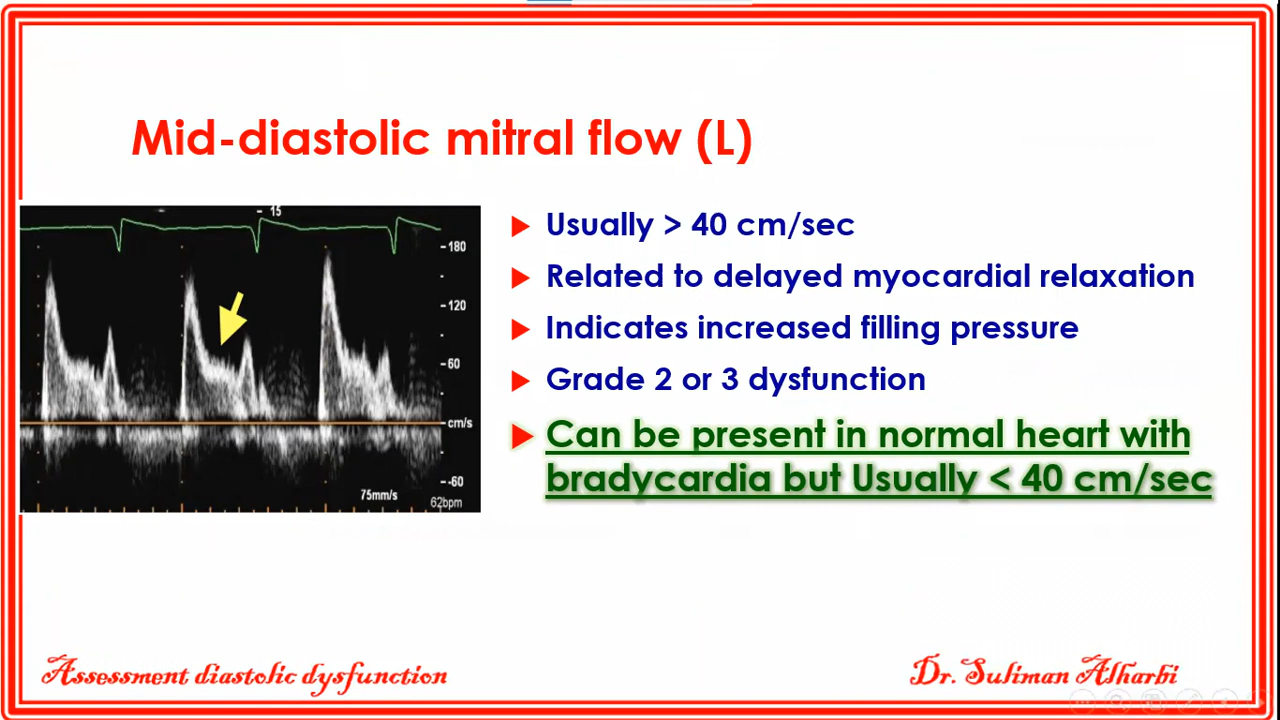 Mid-diastolic mitral flow (L)
- 15
-180
-120
-60
cm/s
-60
75mm/s
62bpm
Usually > 40 cm/sec
Related to delayed myocardial relaxation
Indicates increased filling pressure
Grade 2 or 3 dysfunction
Can be present in normal heart with
bradycardia but Usually < 40 cm/sec
Assessment diastolic dysfunction
Dr. Suliman Alharbi